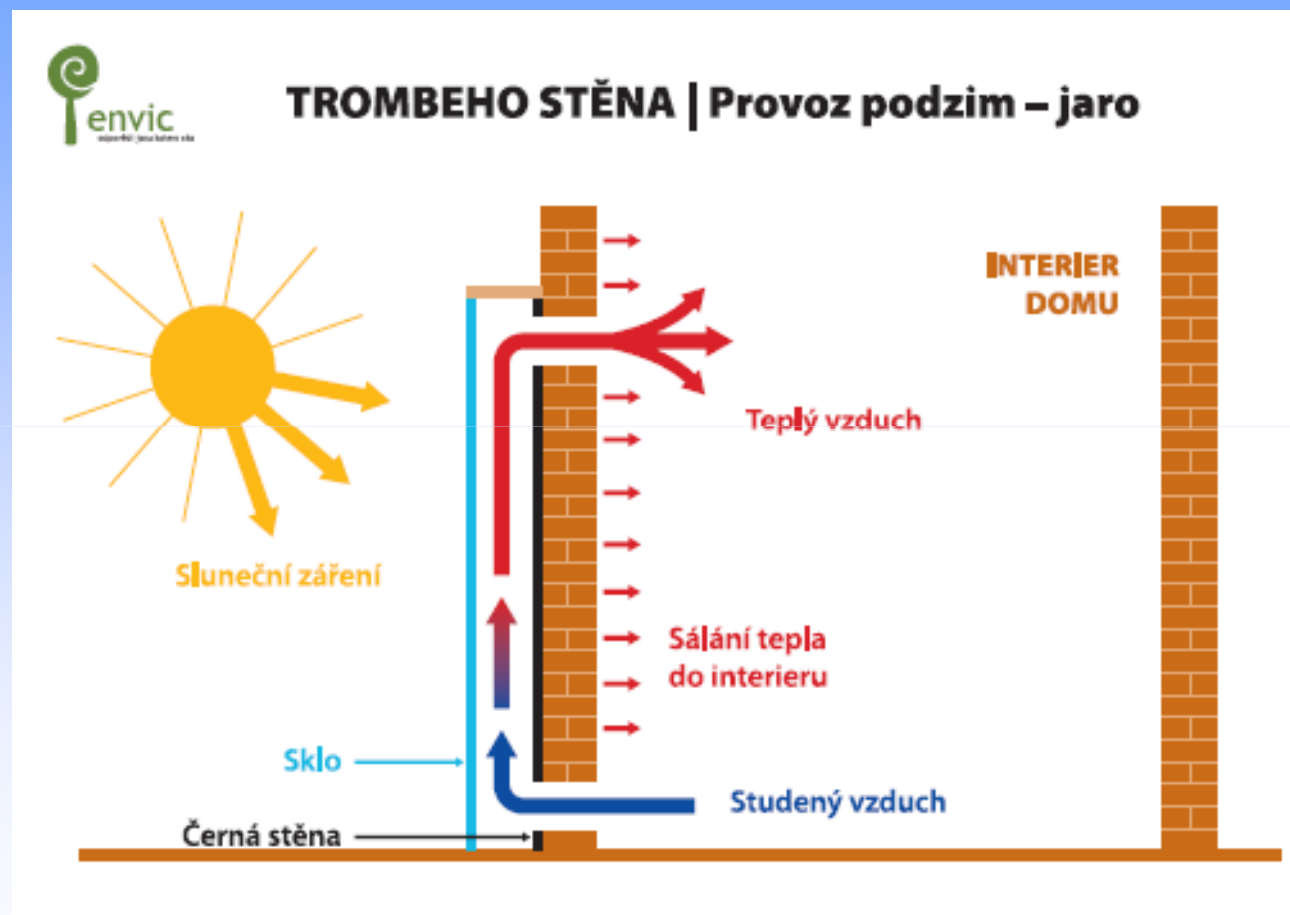 envic
TROMBEHO STĚNA | Provoz podzim – jaro
INTERIER
DOMU
Teplý vzduch
Sluneční záření
Sálání tepla
do interieru
Sklo
Studený vzduch
Černá stěna